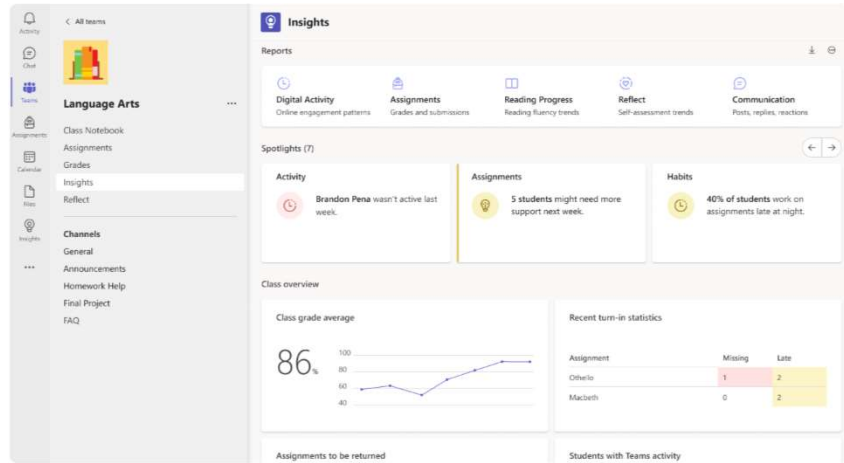 Activity
Chat
Teams
Assignments
Calendar
Files
Insights
All teams
Language Arts
Class Notebook
Assignments
Grades
Insights
Reflect
Channels
General
Announcements
Homework Help
Final Project
FAQ
Insights
Reports
Digital Activity
Online engagement patterns
Assignments
Grades and submissions
Reading Progress
Reading fluency trends
Reflect
Self-assessment trends
Communication
Posts, replies, reactions
Spotlights (7)
Activity
Brandon Pena wasn't active last
week.
Assignments
5 students might need more
support next week.
Habits
40% of students work on
assignments late at night.
Class overview
Class grade average
86%
100
80
60
40
Recent turn-in statistics
Assignment Missing Late
Othello 1 2
Macbeth 0 2
Assignments to be returned
Students with Teams activity